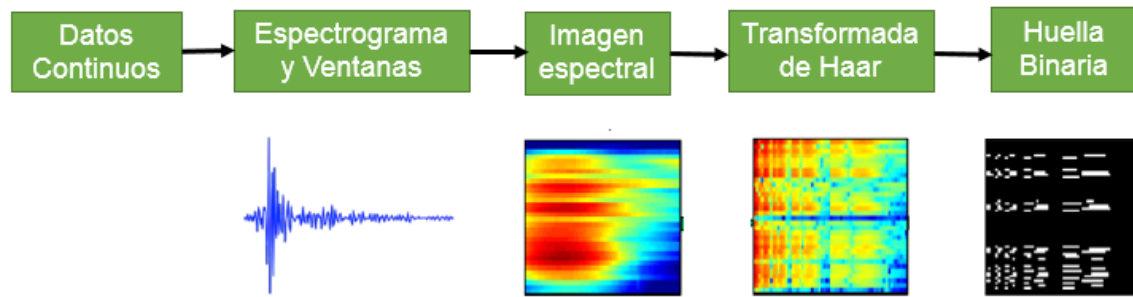 Datos
Continuos
Espectrograma
y Ventanas
Imagen
espectral
Transformada
de Haar
Huella
Binaria